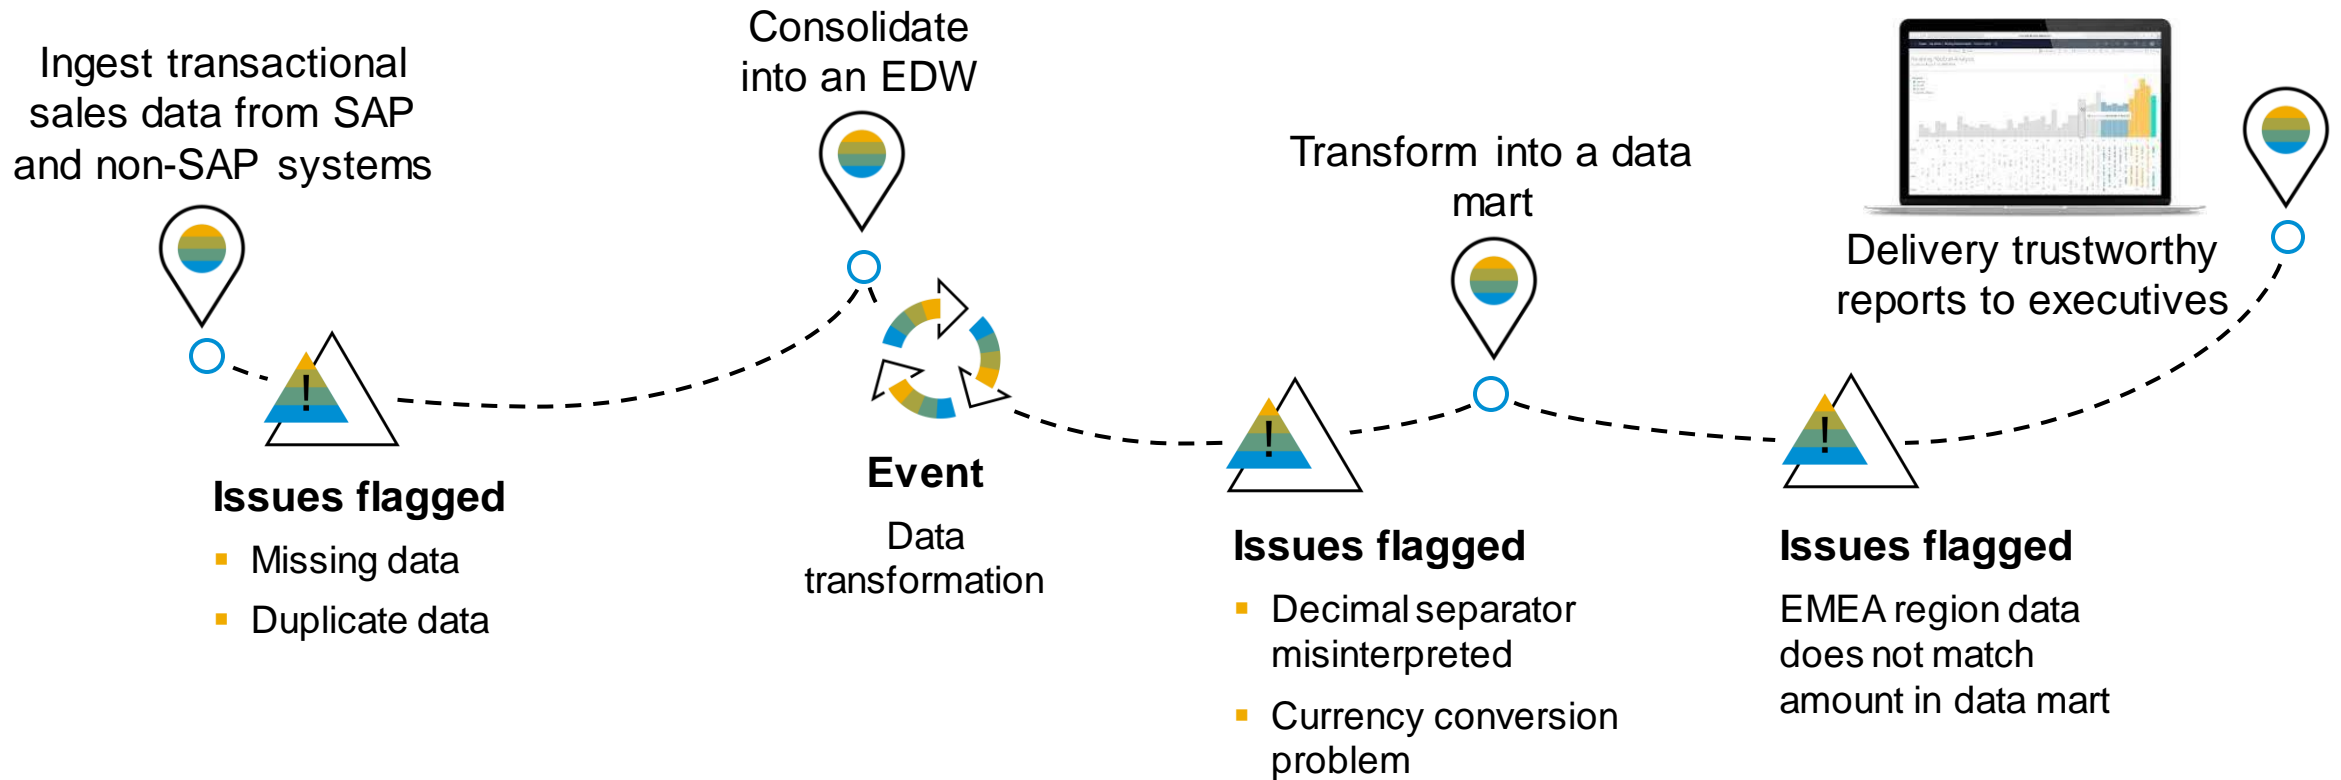 Ingest transactional
sales data from SAP
and non-SAP systems
Consolidate
into an EDW
Transform into a data
mart
Delivery trustworthy
reports to executives
Issues flagged
Missing data
Duplicate data
Event
Data
transformation
Issues flagged
Decimal separator
misinterpreted
Currency conversion
problem
Issues flagged
EMEA region data
does not match
amount in data mart
!
!
!